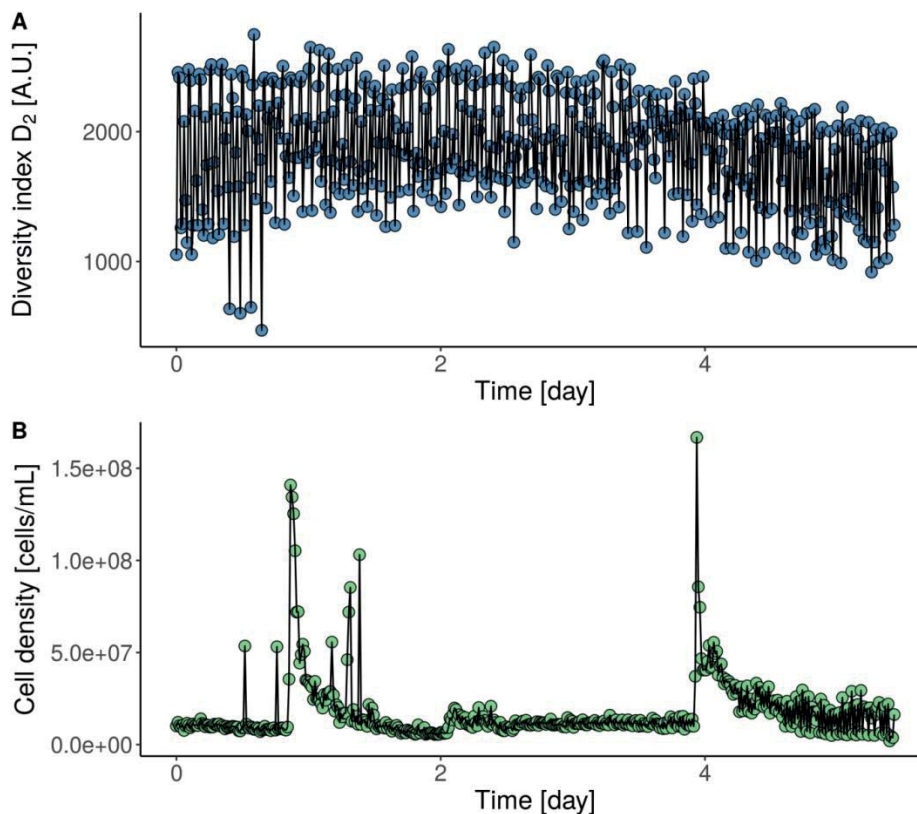 A
Diversity index D₂ [A.U.]
2000
1000
0
2
4
Time [day]
B
Cell density [cells/mL]
1.5e+08
1.0e+08
5.0e+07
0.0e+00
0
2
4
Time [day]